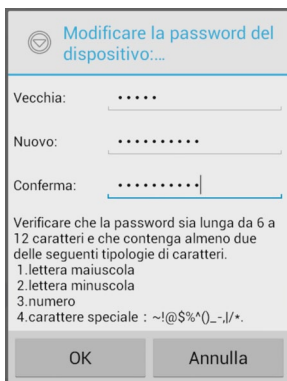 Modificare la password del
dispositivo:...
Vecchia: •••••
Nuovo: ••••••••••
Conferma: ••••••••••
Verificare che la password sia lunga da 6 a
12 caratteri e che contenga almeno due
delle seguenti tipologie di caratteri.
1.lettera maiuscola
2.lettera minuscola
3.numero
4.carattere speciale : ~!@$%^()_-,|/*.
OK Annulla